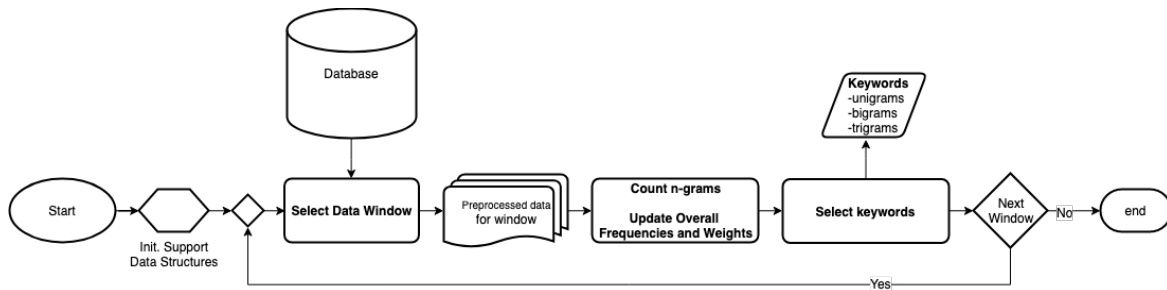 Database
Keywords
-unigrams
-bigrams
-trigrams
Start
Init. Support
Data Structures
Select Data Window
Preprocessed data
for window
Count n-grams
Update Overall
Frequencies and Weights
Select keywords
Next
Window
No
end
Yes